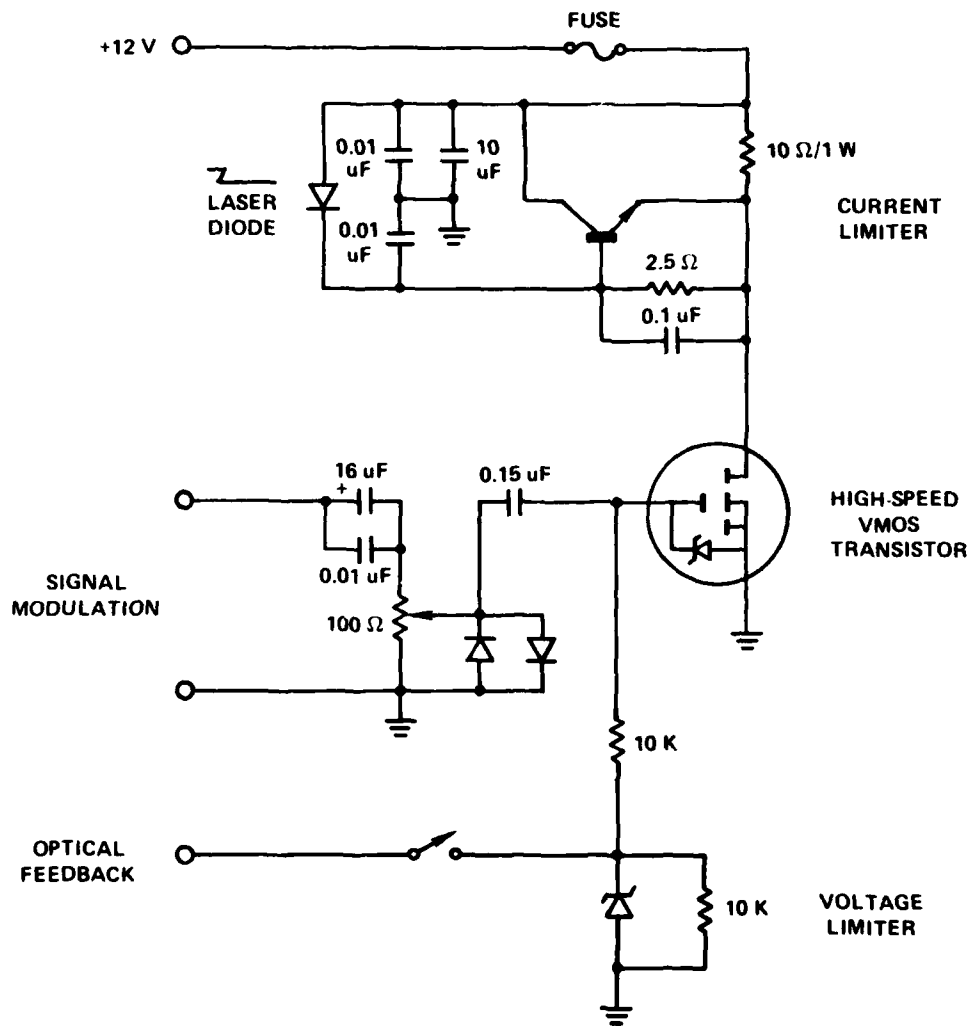 FUSE
+12 V
0.01
uF
10
uF
10 Ω/1 W
LASER
DIODE
0.01
uF
CURRENT
LIMITER
2.5 Ω
0.1 uF
16 uF
+
0.15 uF
HIGH-SPEED
VMOS
TRANSISTOR
0.01 uF
SIGNAL
MODULATION
100 Ω
10 K
OPTICAL
FEEDBACK
10 K
VOLTAGE
LIMITER